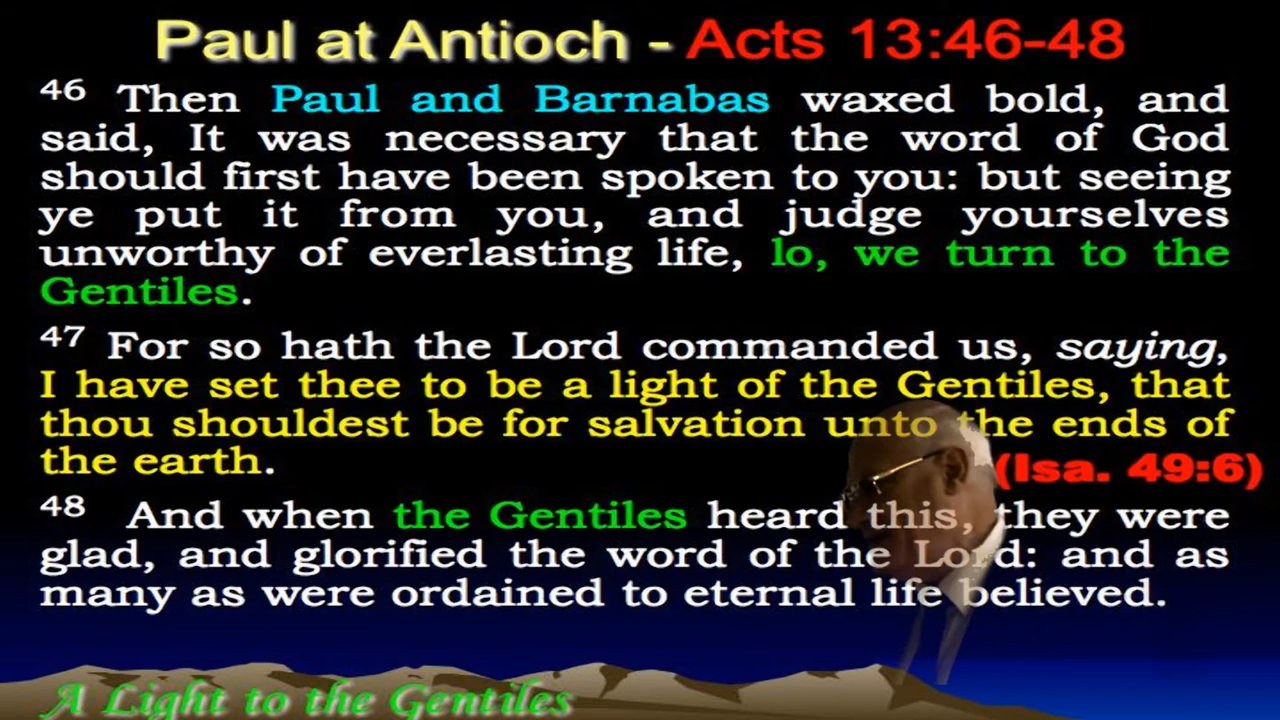 Paul at Antioch - Acts 13:46-48
46 Then Paul and Barnabas waxed bold, and
said, It was necessary that the word of God
should first have been spoken to you: but seeing
ye put it from you, and judge yourselves
unworthy of everlasting life, lo, we turn to the
Gentiles.
47 For so hath the Lord commanded us, saying,
I have set thee to be a light of the Gentiles, that
thou shouldest be for salvation unto the ends of
the earth.
(Isa. 49:6)
48 And when the Gentiles heard this, they were
glad, and glorified the word of the Lord: and as
many as were ordained to eternal life believed.
A Light to the Gentiles